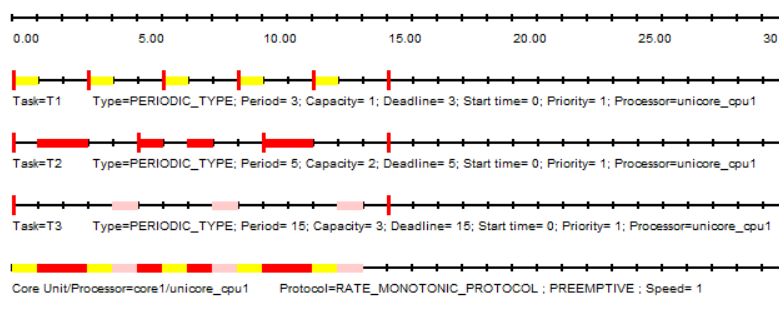 0.00 5.00 10.00 15.00 20.00 25.00 30
Task=T1 Type=PERIODIC_TYPE; Period= 3; Capacity= 1; Deadline= 3; Start time= 0; Priority= 1; Processor=unicore_cpu1
Task=T2 Type=PERIODIC_TYPE; Period= 5; Capacity= 2; Deadline= 5; Start time= 0; Priority= 1; Processor=unicore_cpu1
Task=T3 Type=PERIODIC_TYPE; Period= 15; Capacity= 3; Deadline= 15; Start time= 0; Priority= 1; Processor=unicore_cpu1
Core Unit/Processor=core1/unicore_cpu1 Protocol=RATE_MONOTONIC_PROTOCOL ; PREEMPTIVE ; Speed= 1